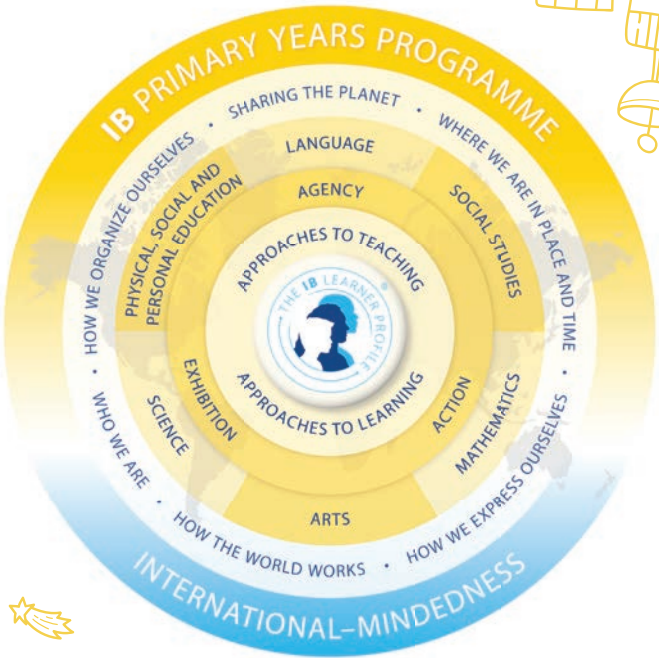 IB PRIMARY YEARS PROGRAMME
SHARING THE PLANET
•
WHERE WE ARE IN PLACE AND TIME
•
HOW WE EXPRESS OURSELVES
•
HOW THE WORLD WORKS
•
WHO WE ARE
•
HOW WE ORGANIZE OURSELVES
•
LANGUAGE
SOCIAL STUDIES
MATHEMATICS
ARTS
SCIENCE
PHYSICAL, SOCIAL AND
PERSONAL EDUCATION
AGENCY
ACTION
EXHIBITION
APPROACHES TO TEACHING
THE IB LEARNER PROFILE
®
APPROACHES TO LEARNING
INTERNATIONAL–MINDEDNESS